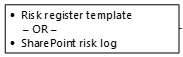 • Risk register template
– OR –
• SharePoint risk log